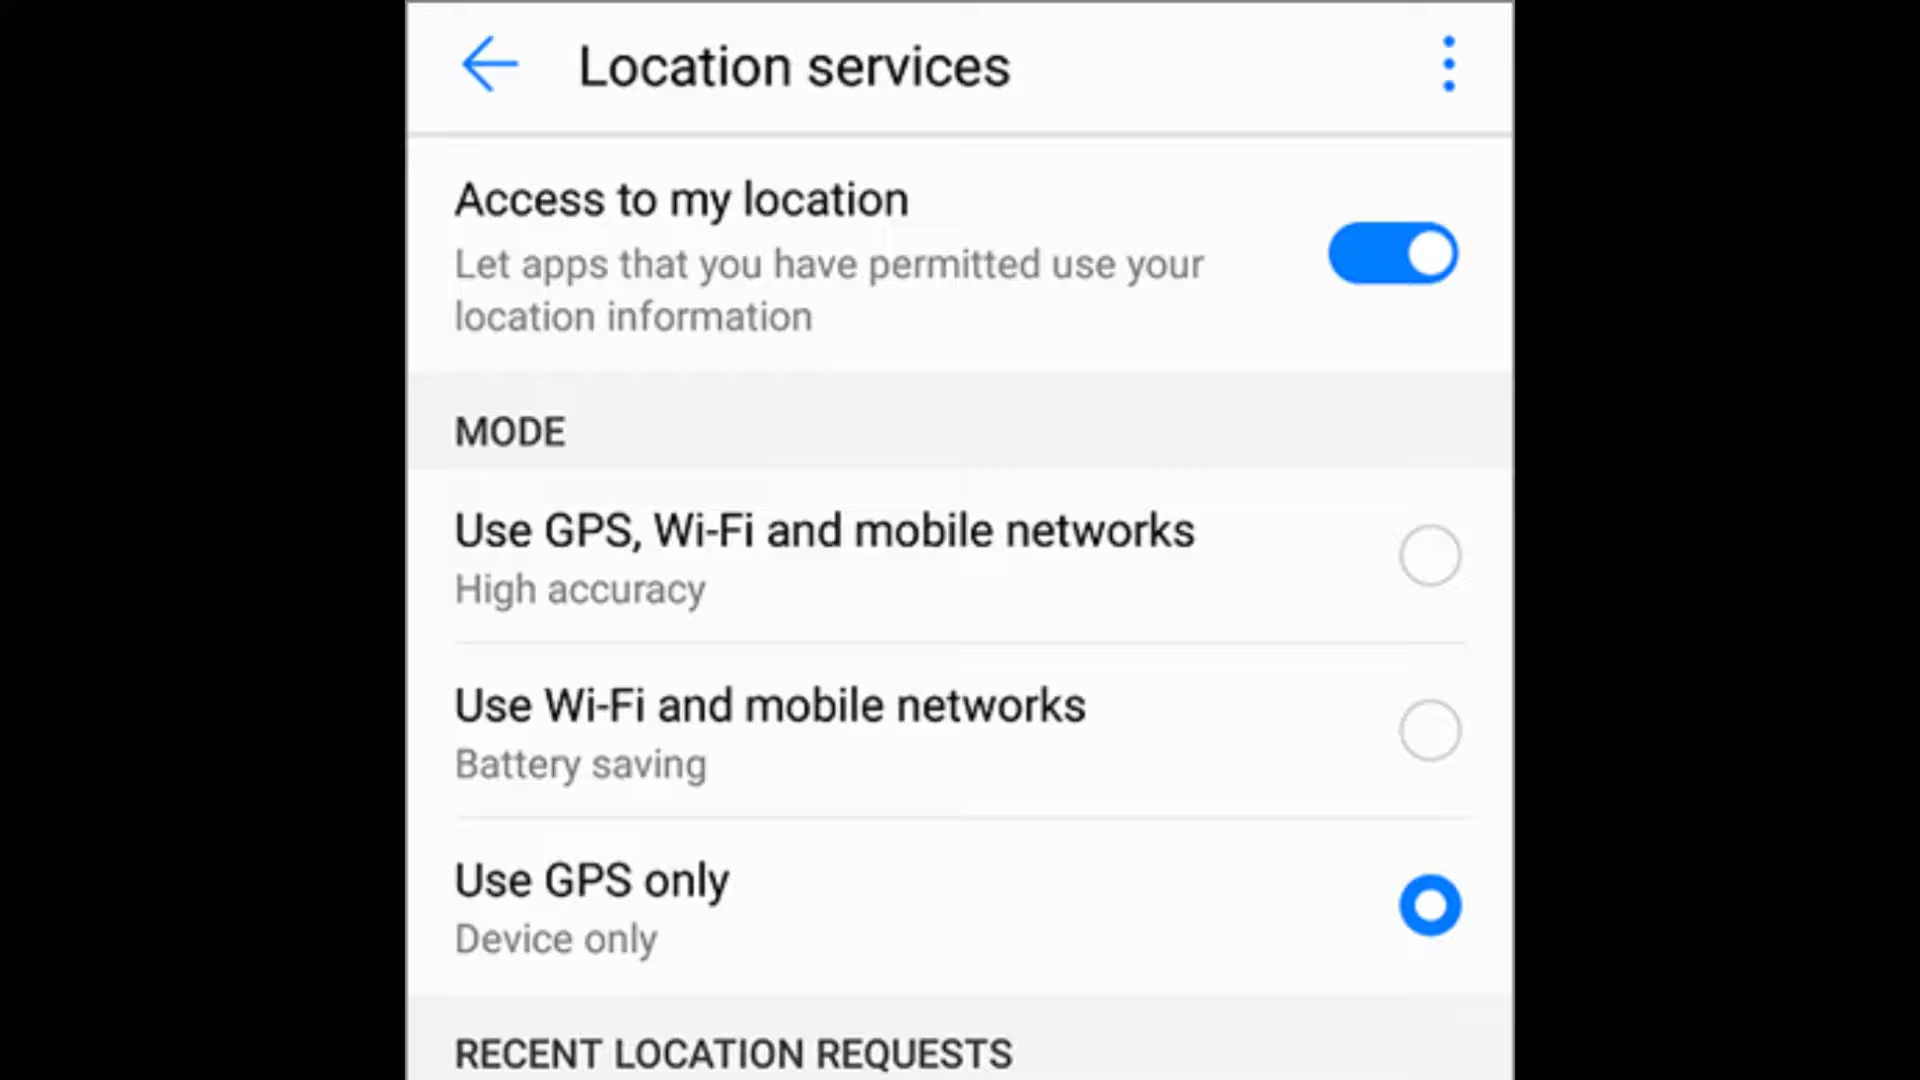 Location services
Access to my location
Let apps that you have permitted use your
location information
MODE
Use GPS, Wi-Fi and mobile networks
High accuracy
Use Wi-Fi and mobile networks
Battery saving
Use GPS only
Device only
RECENT LOCATION REQUESTS